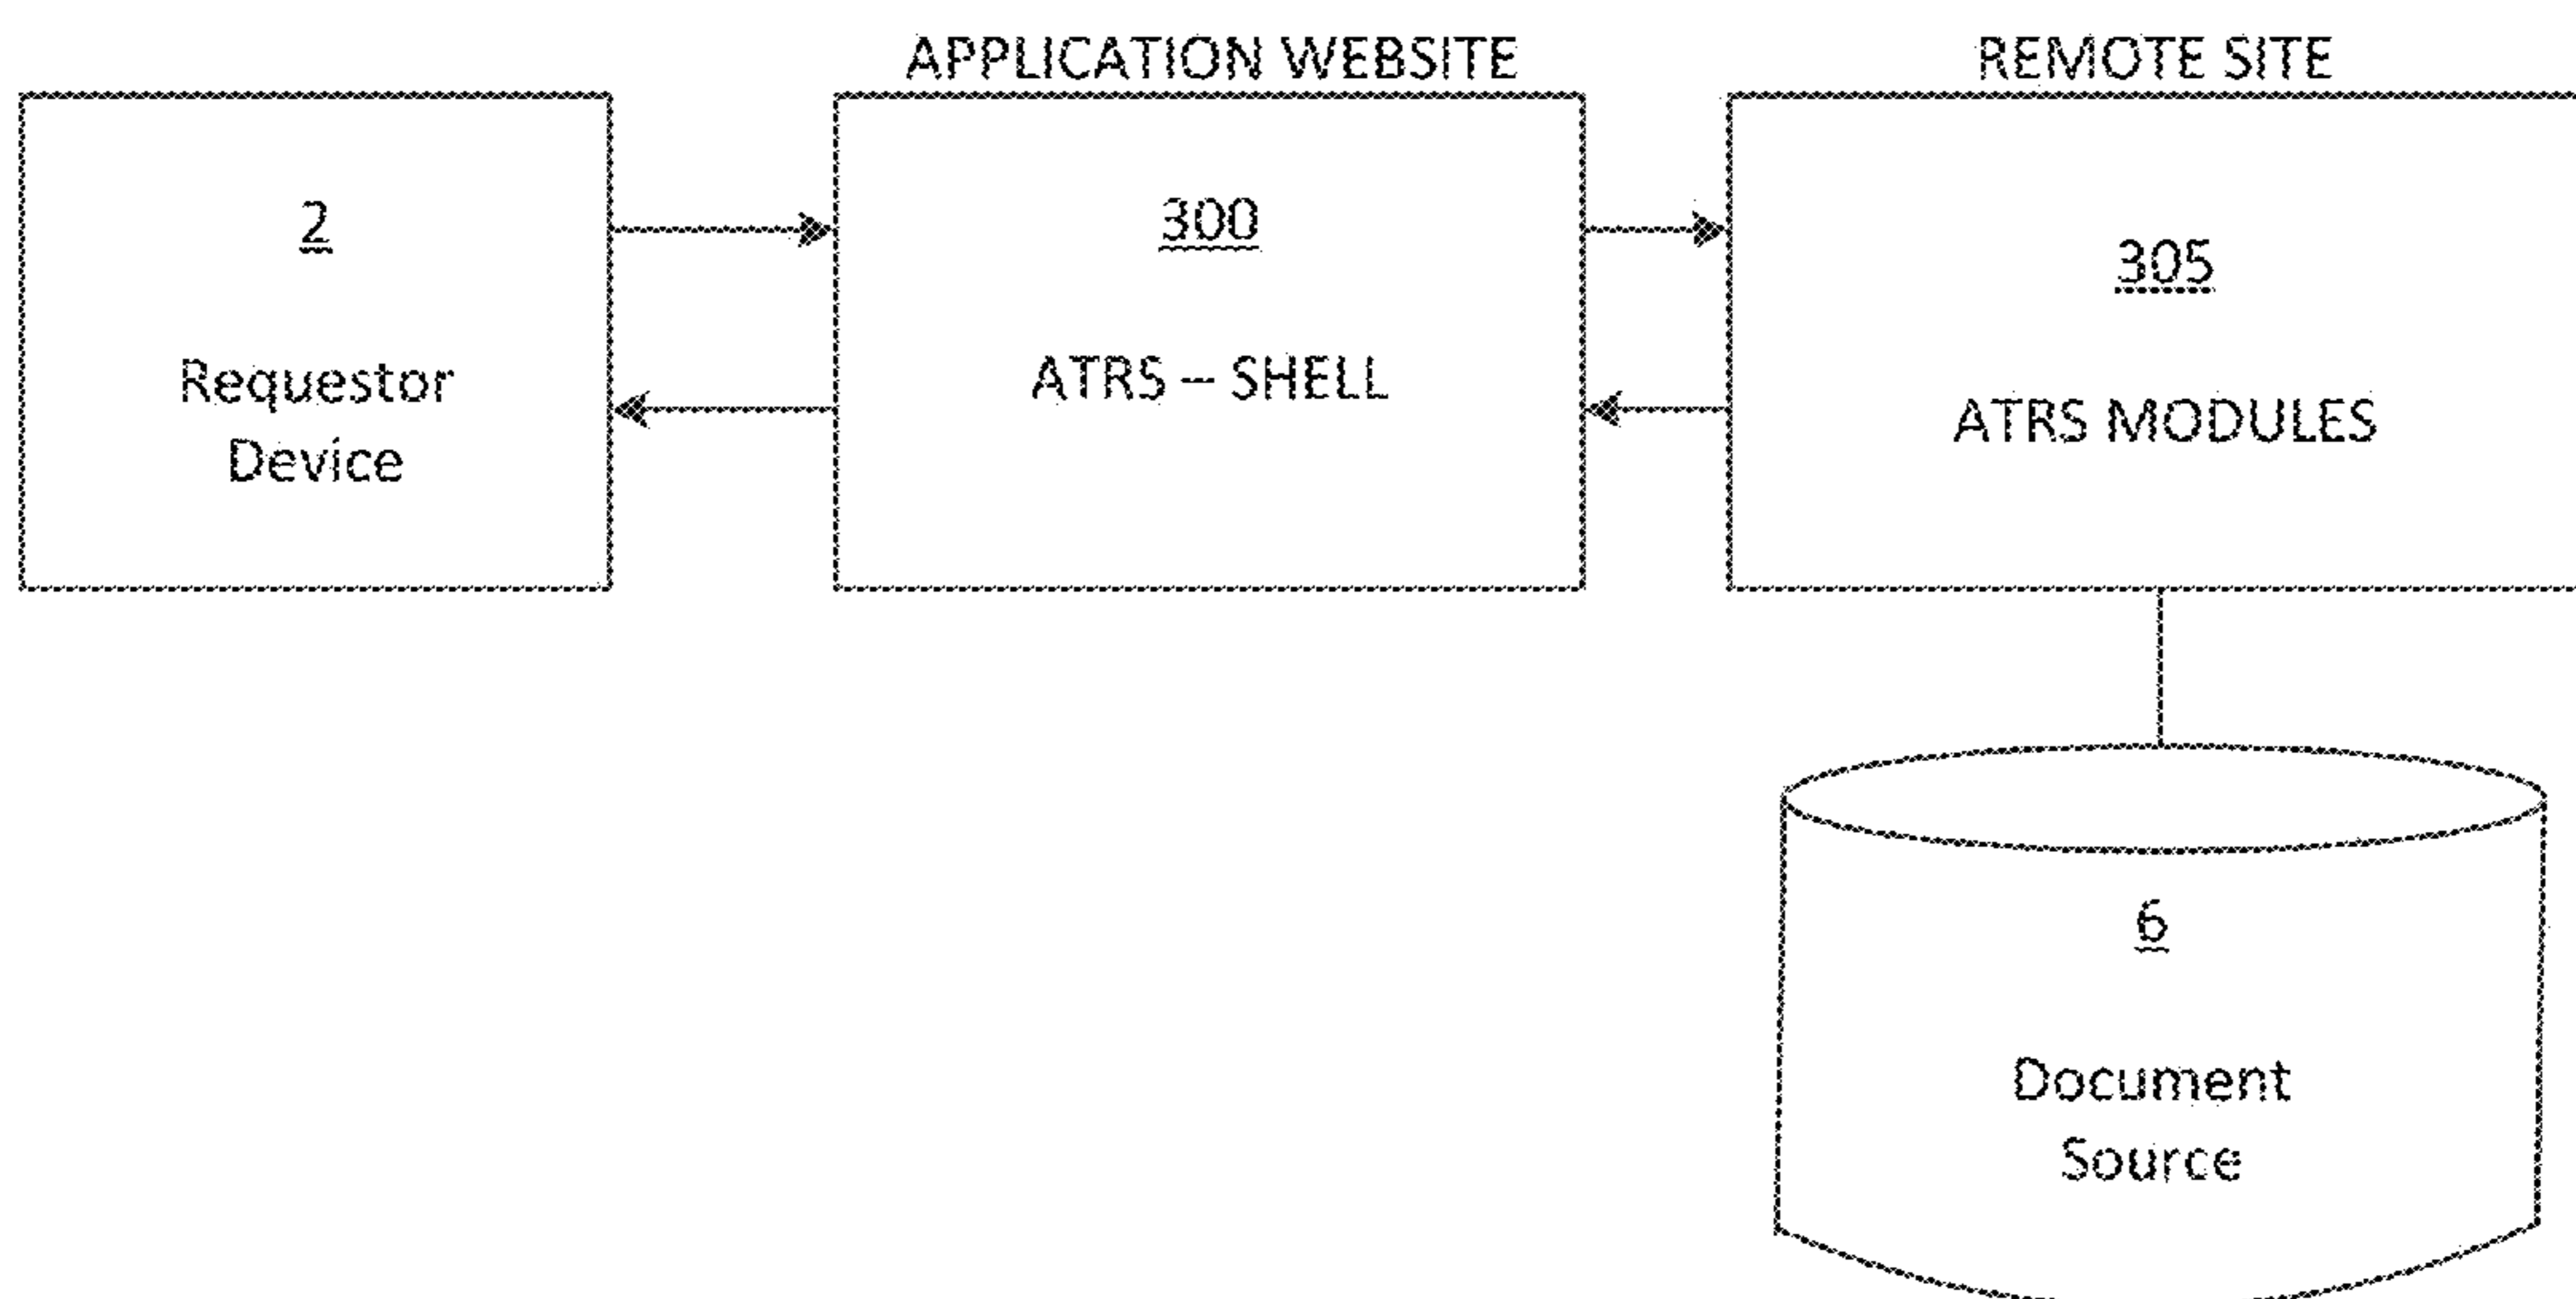 APPLICATION WEBSITE
REMOTE SITE
2
Requestor
Device
300
ATRS – SHELL
305
ATRS MODULES
6
Document
Source